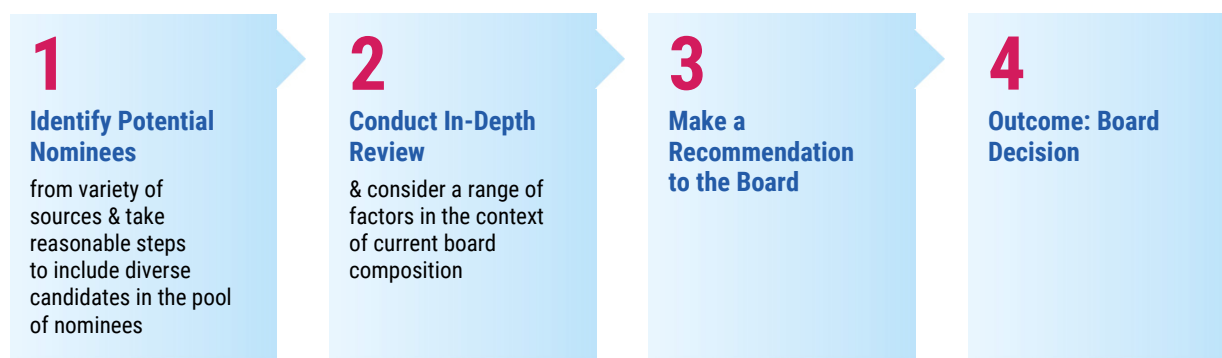 1
Identify Potential
Nominees
from variety of
sources & take
reasonable steps
to include diverse
candidates in the pool
of nominees
2
Conduct In-Depth
Review
& consider a range of
factors in the context
of current board
composition
3
Make a
Recommendation
to the Board
4
Outcome: Board
Decision